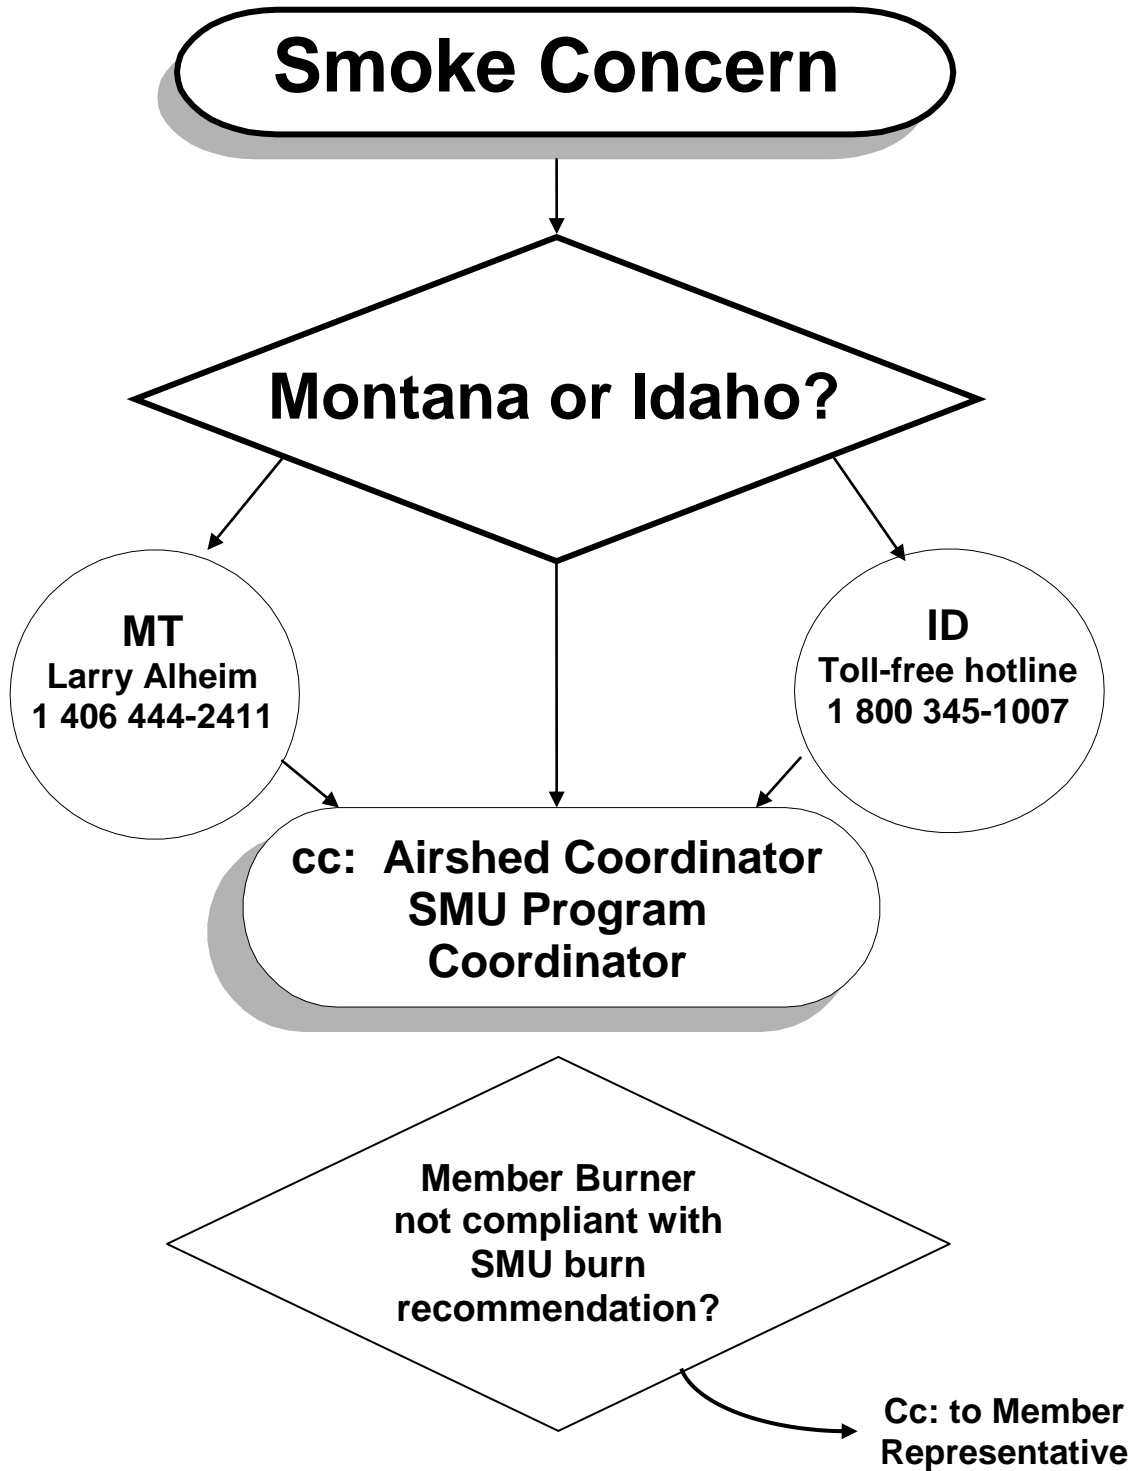 Smoke Concern
Montana or Idaho?
MT
Larry Alheim
1 406 444-2411
ID
Toll-free hotline
1 800 345-1007
cc:  Airshed Coordinator
SMU Program
Coordinator
Member Burner
not compliant with
SMU burn
recommendation?
Cc: to Member
Representative